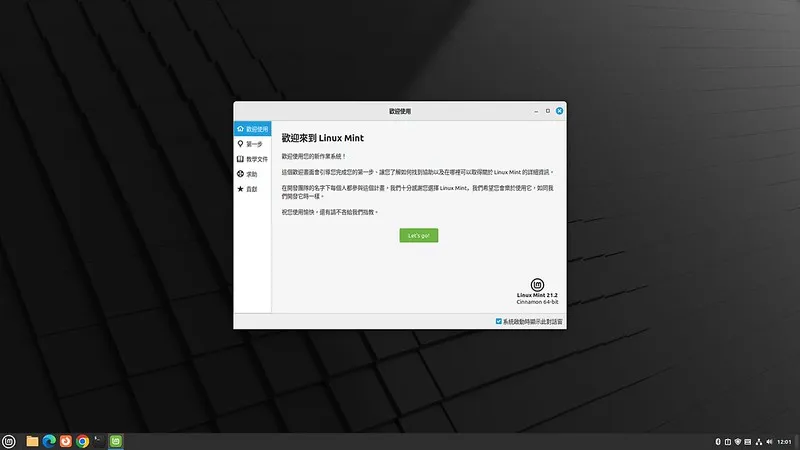 歡迎使用
歡迎使用
第一步
教學文件
求助
貢獻
歡迎來到 Linux Mint
歡迎使用您的新作業系統！
這個歡迎畫面會引導您完成您的第一步、讓您了解如何找到協助以及在哪裡可以取得關於 Linux Mint 的詳細資訊。
在開發團隊的名字下每個人都參與這個計畫，我們十分感謝您選擇 Linux Mint。我們希望您會樂於使用它，如同我
們開發它時一樣。
祝您使用愉快。還有請不吝給我們指教。
Let's go!
Linux Mint 21.2
Cinnamon 64-bit
系統啟動時顯示此對話窗
12:01